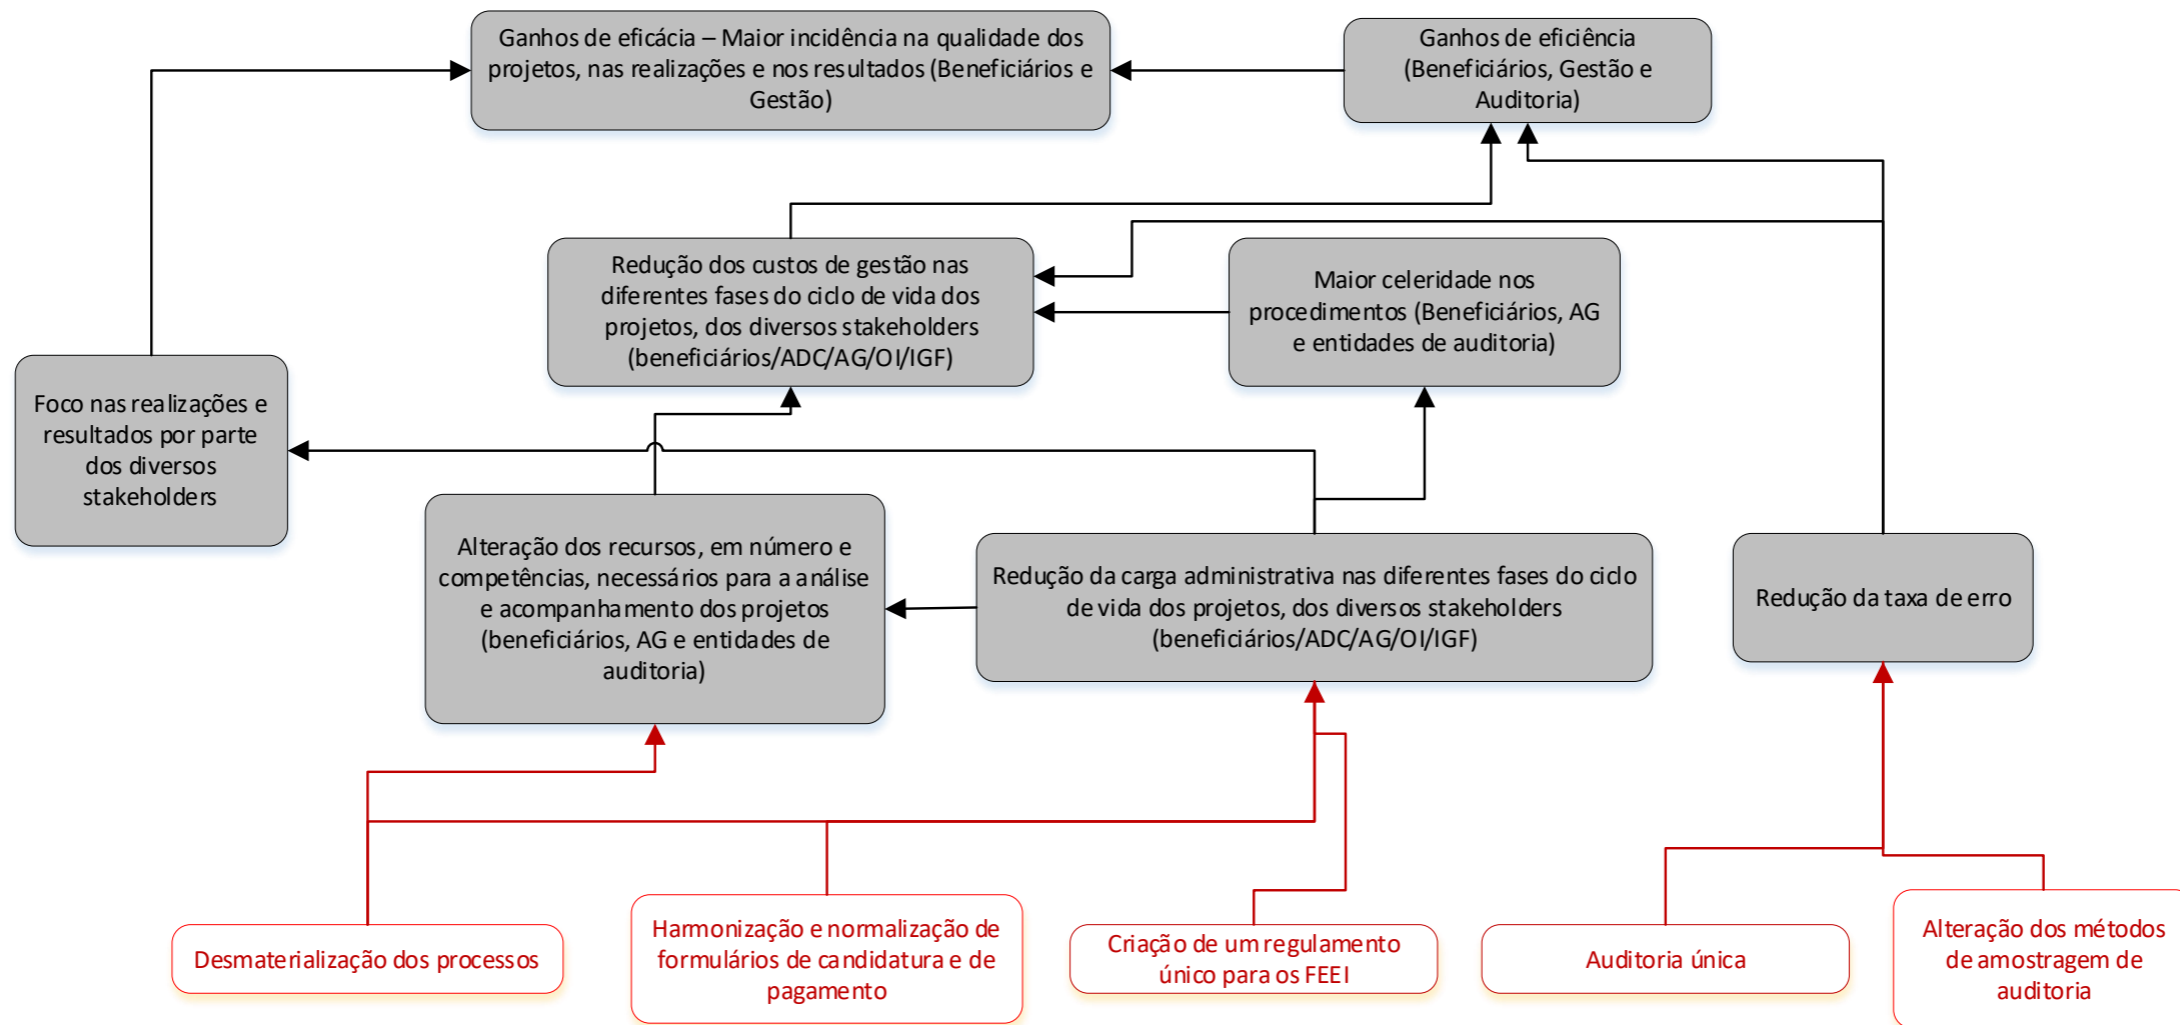 Ganhos de eficácia – Maior incidência na qualidade dos
projetos, nas realizações e nos resultados (Beneficiários e
Gestão)
Ganhos de eficiência
(Beneficiários, Gestão e
Auditoria)
Redução dos custos de gestão nas
diferentes fases do ciclo de vida dos
projetos, dos diversos stakeholders
(beneficiários/ADC/AG/OI/IGF)
Maior celeridade nos
procedimentos (Beneficiários, AG
e entidades de auditoria)
Foco nas realizações e
resultados por parte
dos diversos
stakeholders
Alteração dos recursos, em número e
competências, necessários para a análise
e acompanhamento dos projetos
(beneficiários, AG e entidades de
auditoria)
Redução da carga administrativa nas diferentes fases do ciclo
de vida dos projetos, dos diversos stakeholders
(beneficiários/ADC/AG/OI/IGF)
Redução da taxa de erro
Desmaterialização dos processos
Harmonização e normalização de
formulários de candidatura e de
pagamento
Criação de um regulamento
único para os FEEI
Auditoria única
Alteração dos métodos
de amostragem de
auditoria